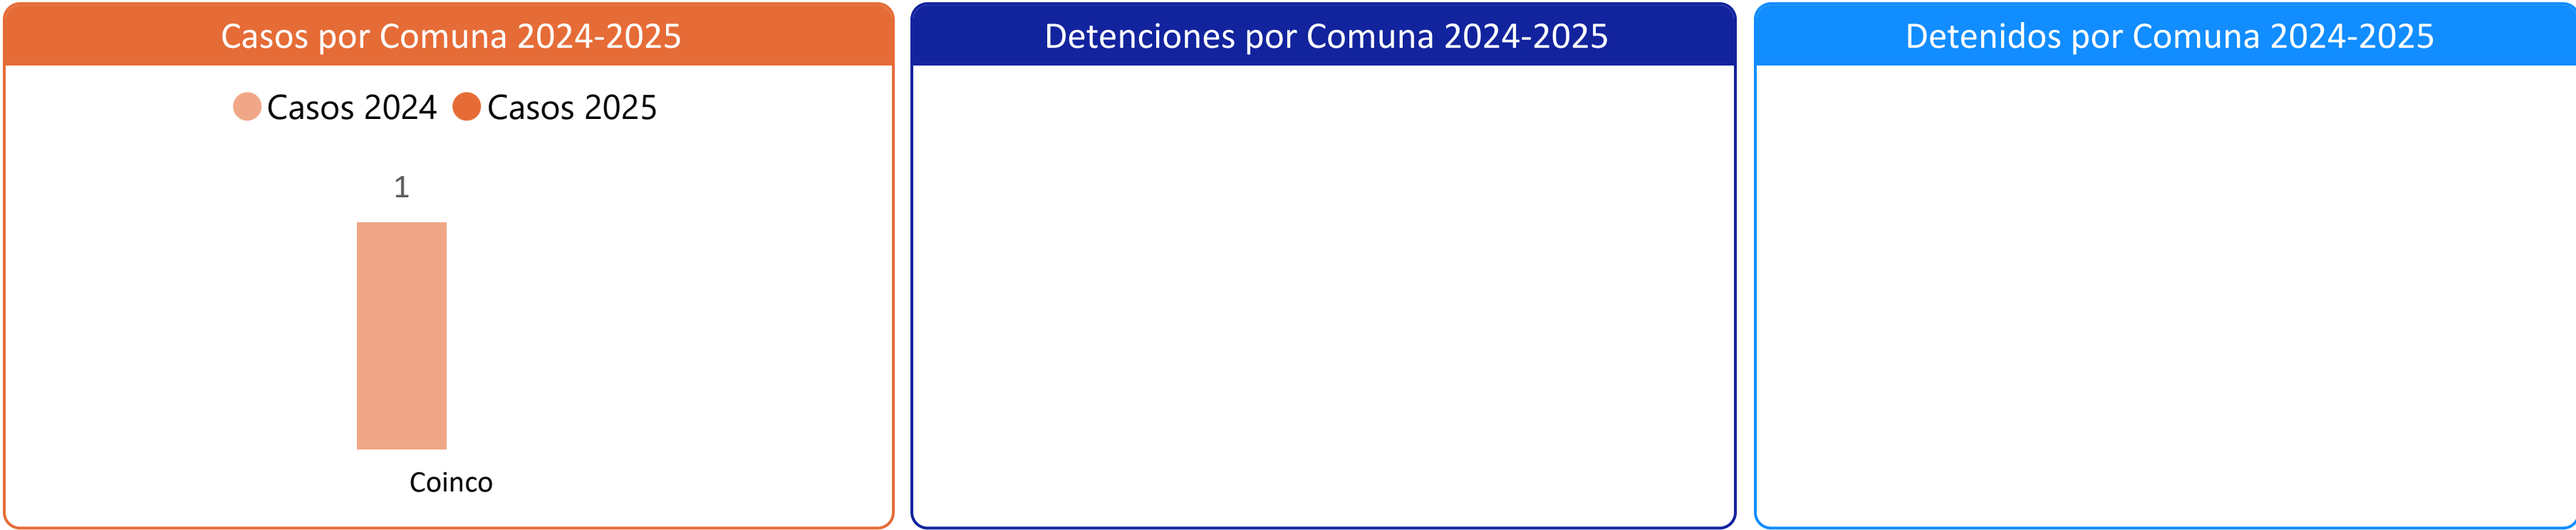 Casos por Comuna 2024-2025
Casos 2024 Casos 2025
1
Coinco
Detenciones por Comuna 2024-2025
Detenidos por Comuna 2024-2025